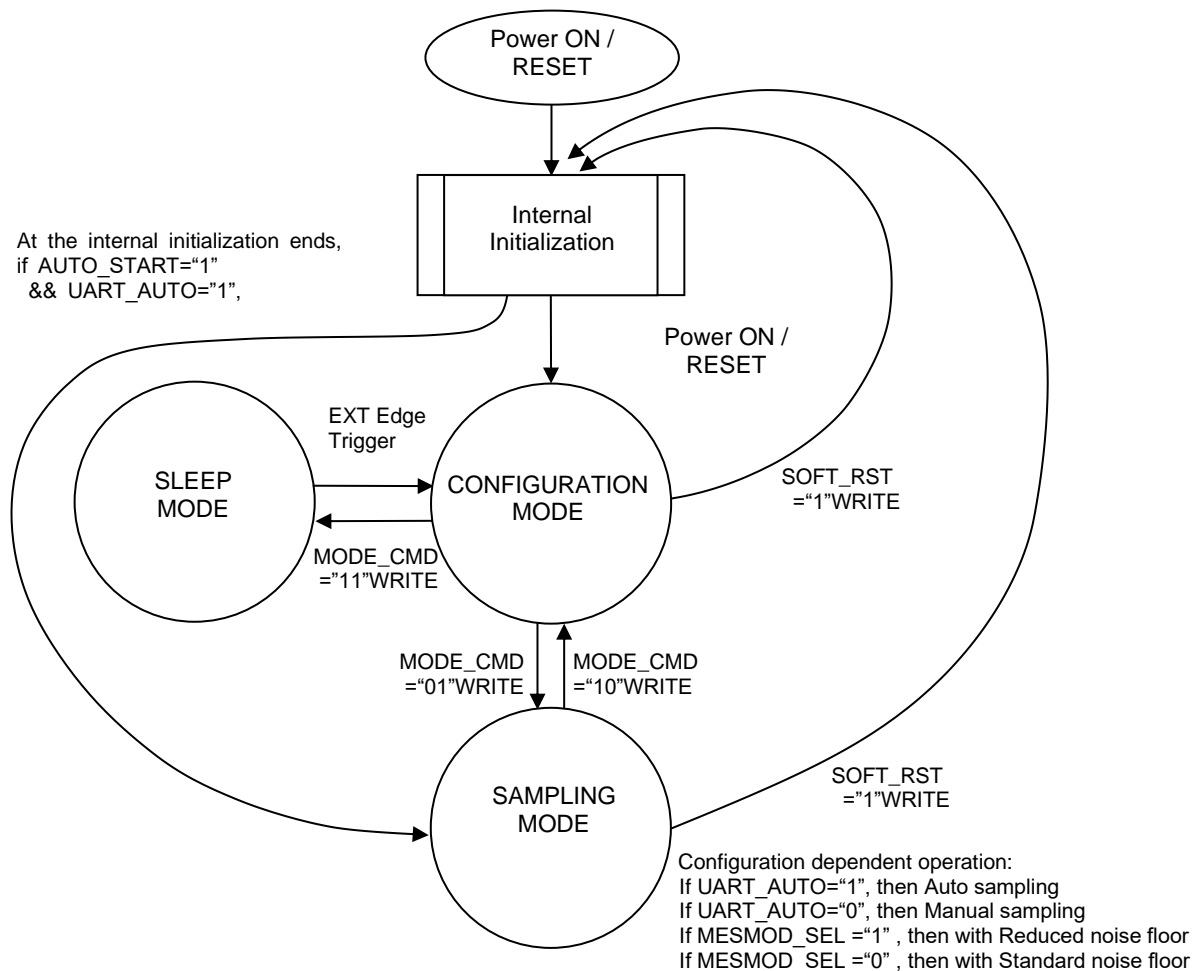 Power ON /
RESET
Internal
Initialization
At the internal initialization ends,
if AUTO_START=“1”
&& UART_AUTO=“1”,
Power ON /
RESET
EXT Edge
Trigger
SLEEP
MODE
CONFIGURATION
MODE
SOFT_RST
=“1”WRITE
MODE_CMD
=”11”WRITE
MODE_CMD
=“01”WRITE
MODE_CMD
=“10”WRITE
SAMPLING
MODE
SOFT_RST
=”1”WRITE
Configuration dependent operation:
If UART_AUTO=“1”, then Auto sampling
If UART_AUTO=“0”, then Manual sampling
If MESMOD_SEL =“1” , then with Reduced noise floor
If MESMOD_SEL =“0” , then with Standard noise floor